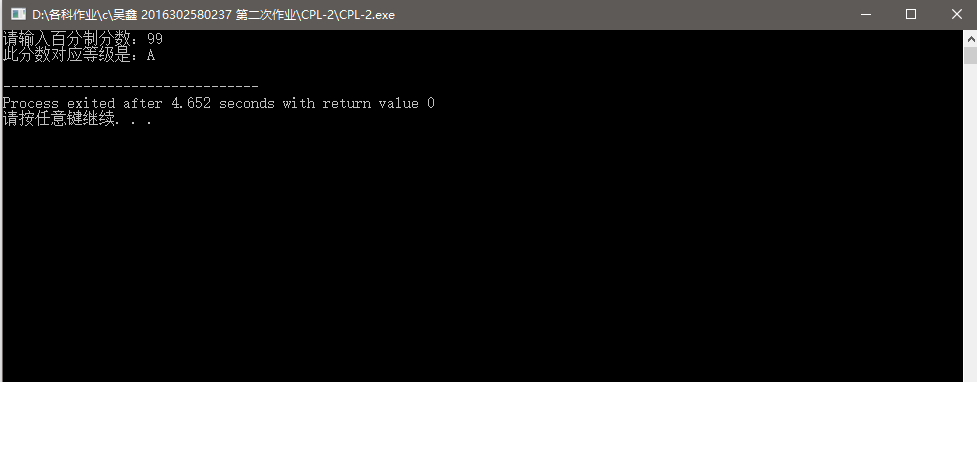 D:\各科作业\c\吴鑫 2016302580237 第二次作业\CPL-2\CPL-2.exe
请输入百分制分数：99
此分数对应等级是：A
--------------------------------
Process exited after 4.652 seconds with return value 0
请按任意键继续. . .